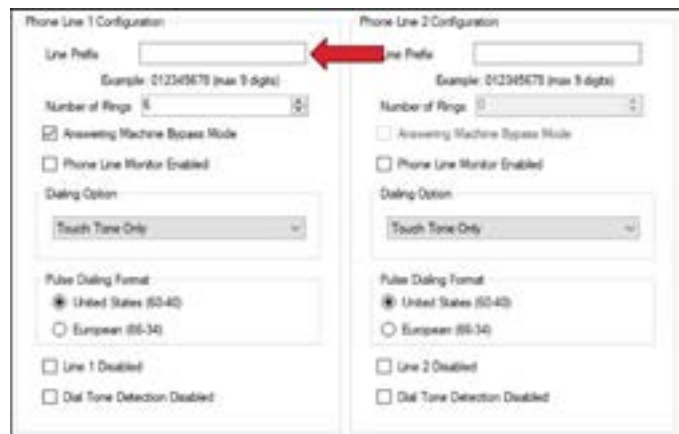 Phone Line 1 Configuration
Line Prefix
Example: 012345678 (max 9 digits)
Number of Rings 6
Answering Machine Bypass Mode
Phone Line Monitor Enabled
Dialing Option
Touch Tone Only
Pulse Dialing Format
United States (60-40)
European (66-34)
Line 1 Disabled
Dial Tone Detection Disabled
Phone Line 2 Configuration
Line Prefix
Example: 012345678 (max 9 digits)
Number of Rings 0
Answering Machine Bypass Mode
Phone Line Monitor Enabled
Dialing Option
Touch Tone Only
Pulse Dialing Format
United States (60-40)
European (66-34)
Line 2 Disabled
Dial Tone Detection Disabled